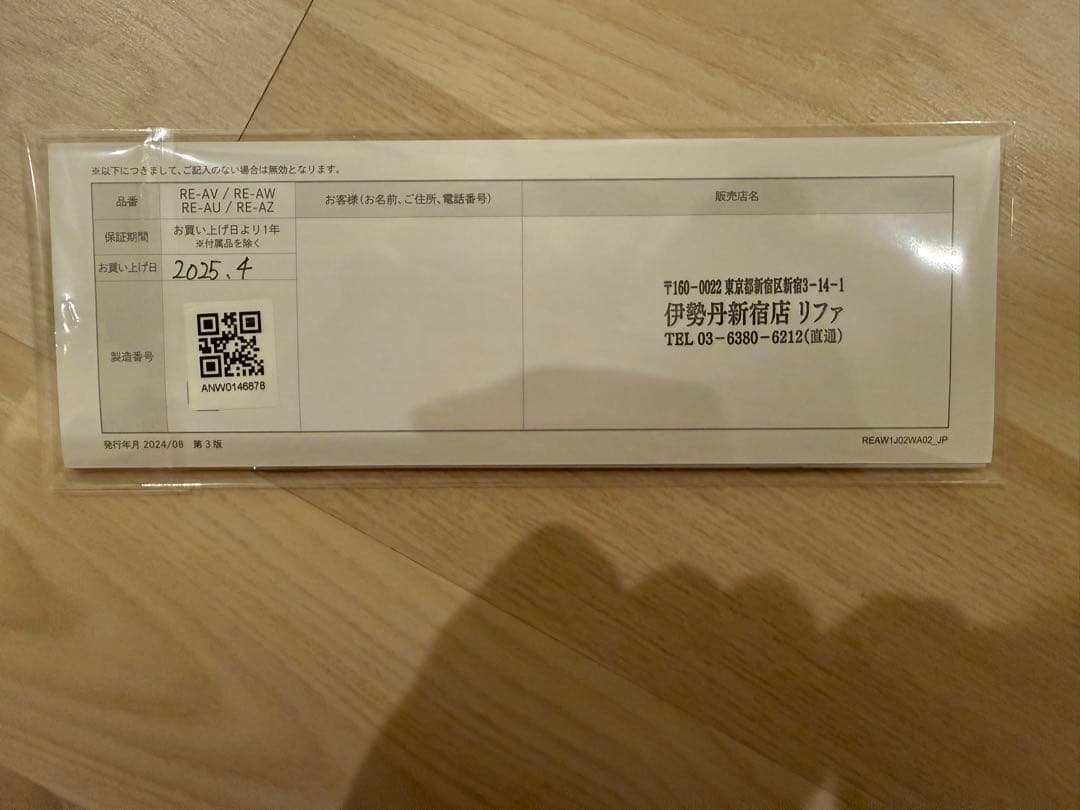 ※以下につきまして、ご記入のない場合は無効となります。
品番
RE-AV / RE-AW
RE-AU / RE-AZ
お客様(お名前、ご住所、電話番号)
販売店名
保証期間
お買い上げ日より1年
※付属品を除く
お買い上げ日
2025.4
製造番号
ANW0146878
〒160-0022 東京都新宿区新宿3-14-1
伊勢丹新宿店 リファ
TEL 03-6380-6212(直通)
発行年月 2024/08 第3版
REAW1J02WA02_JP